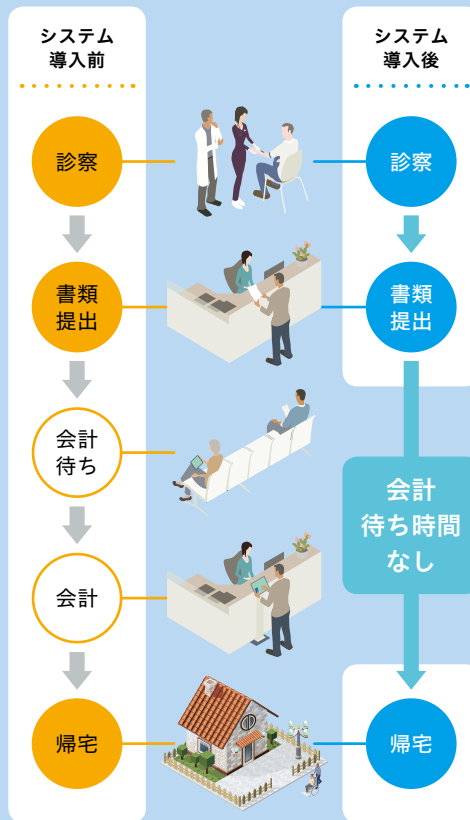 システム
導入前
診察
書類
提出
会計
待ち
会計
帰宅
システム
導入後
診察
書類
提出
会計
待ち時間
なし
帰宅